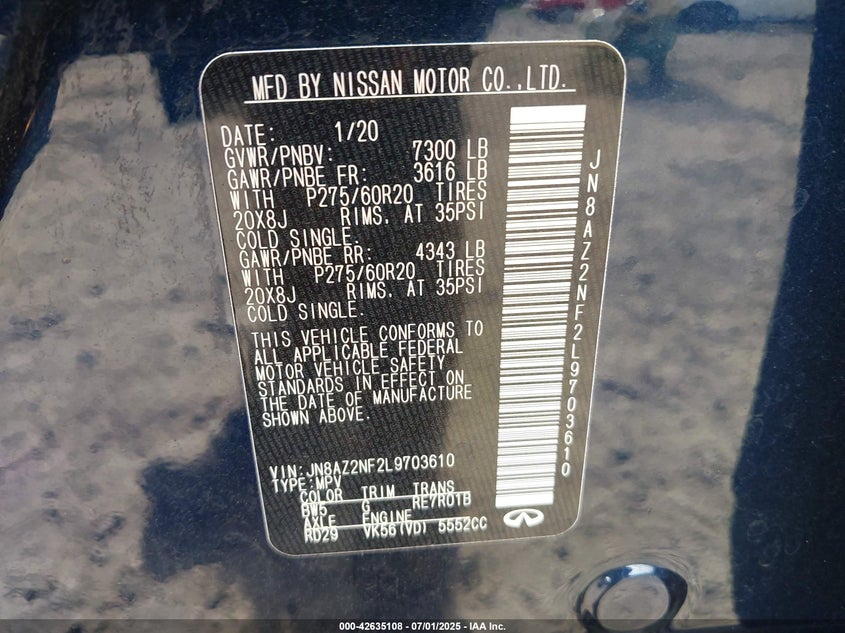 MFD BY NISSAN MOTOR CO.,LTD.
DATE: 1/20
GVWR/PNBV: 7300 LB
GAWR/PNBE FR: 3616 LB
WITH P275/60R20 TIRES
20X8J RIMS. AT 35PSI
COLD SINGLE.
GAWR/PNBE RR: 4343 LB
WITH P275/60R20 TIRES
20X8J RIMS. AT 35PSI
COLD SINGLE.
THIS VEHICLE CONFORMS TO
ALL APPLICABLE FEDERAL
MOTOR VEHICLE SAFETY
STANDARDS IN EFFECT ON
THE DATE OF MANUFACTURE
SHOWN ABOVE.
VIN:JN8AZ2NF2L9703610
TYPE:MPV
COLOR TRIM TRANS
BW5 G RE7R01B
AXLE ENGINE
RD29 VK56(VD) 5552CC
JN8AZ2NF2L9703610
000-42635108 - 07/01/2025 - IAA Inc.